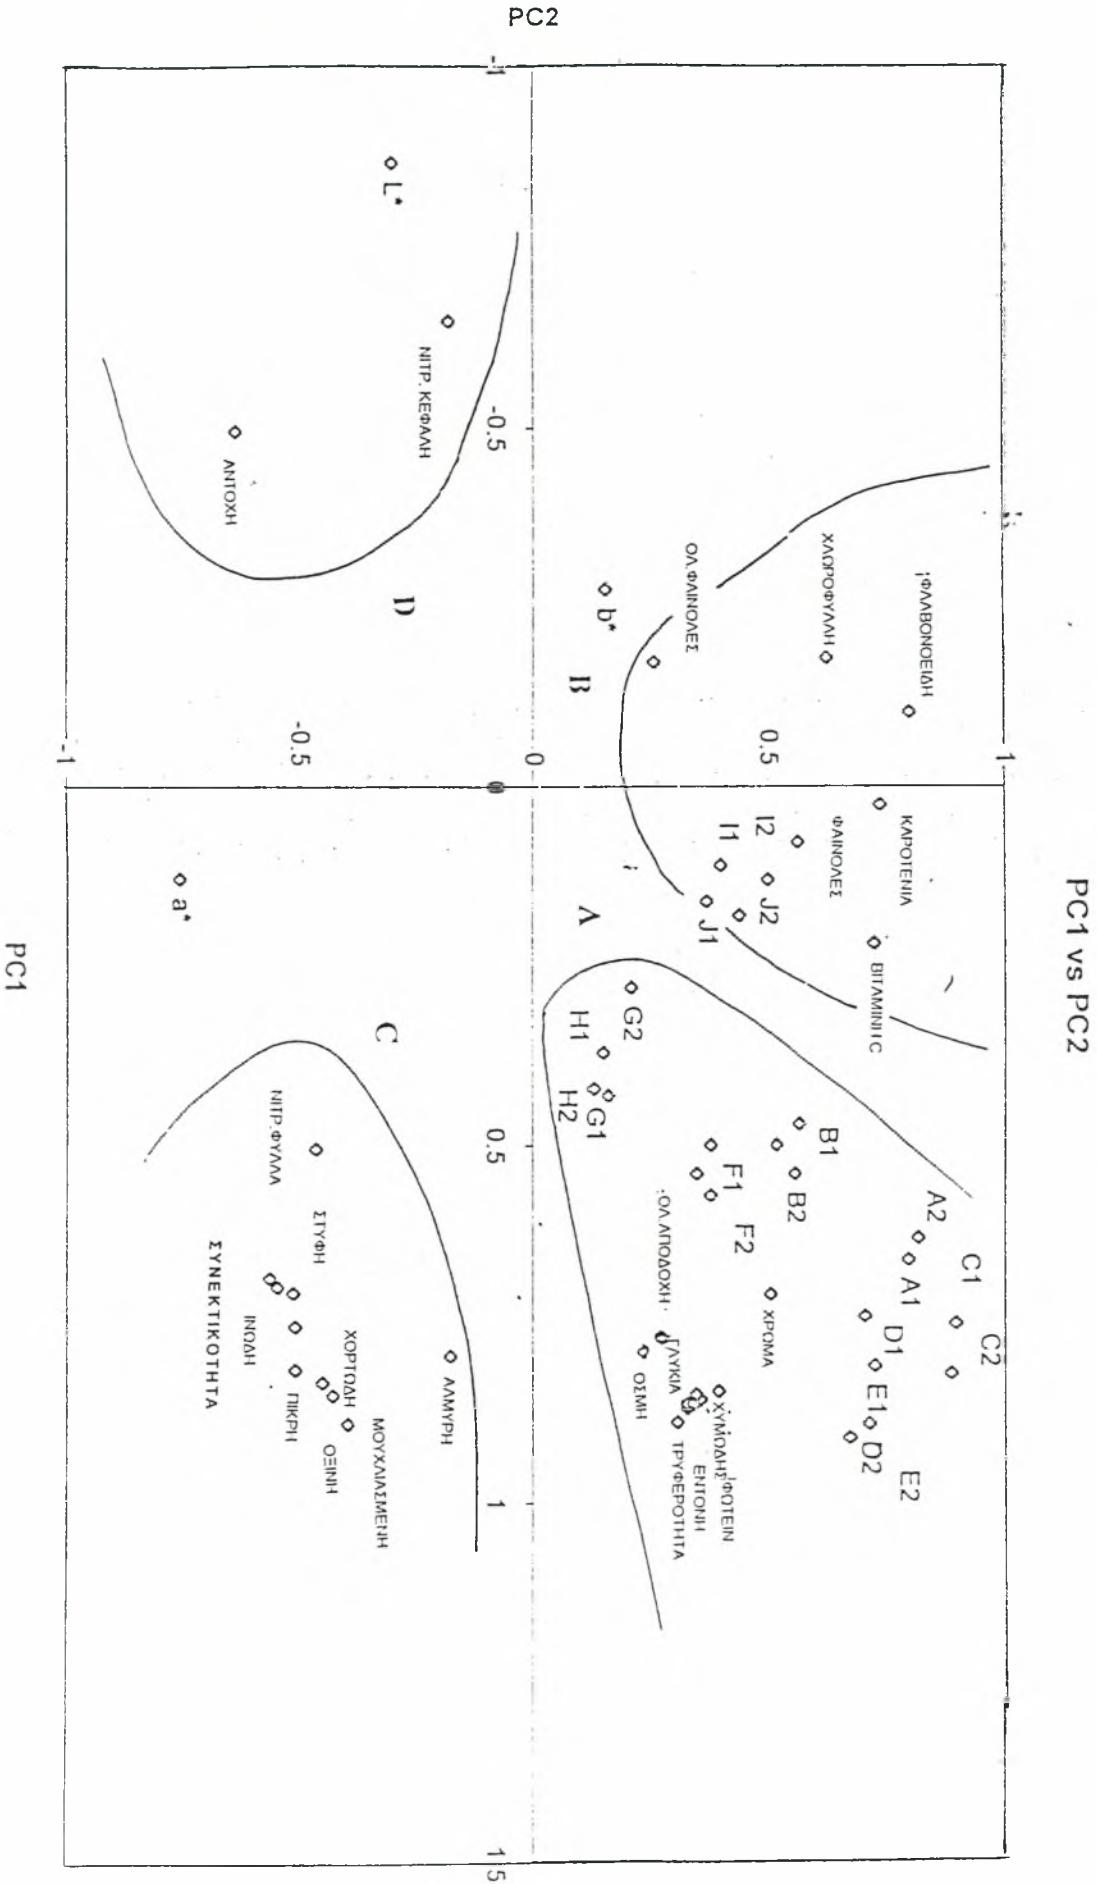 PC1 vs PC2
PC2
PC1
-1
-0.5
0
0.5
1
1.5
1
0.5
0
-0.5
-1
L*
ΝΙΤΡ. ΚΕΦΑΛΗ
ΑΝΤΟΧΗ
D
b*
ΟΛ.ΦΑΙΝΟΛΕΣ
ΧΛΩΡΟΦΥΛΛΗ
ΦΛΑΒΟΝΟΕΙΔΗ
B
ΚΑΡΟΤΕΝΙΑ
ΦΑΙΝΟΛΕΣ
ΒΙΤΑΜΙΝΗ C
I2
I1
J2
J1
A
G2
H1
G1
H2
B1
B2
F1
F2
A2
A1
C1
C2
D1
E1
D2
E2
ΧΡΩΜΑ
ΟΛ.ΑΠΟΔΟΧΗ
ΓΛΥΚΙΑ
ΟΣΜΗ
ΧΥΜΩΔΗΣ
ΦΩΤΕΙΝ
ΕΝΤΟΝΗ
ΤΡΥΦΕΡΟΤΗΤΑ
a*
C
ΝΙΤΡ.ΦΥΛΛΑ
ΣΤΥΦΗ
ΣΥΝΕΚΤΙΚΟΤΗΤΑ
ΙΝΩΔΗ
ΧΟΡΤΩΔΗ
ΠΙΚΡΗ
ΟΞΙΝΗ
ΜΟΥΧΛΙΑΣΜΕΝΗ
ΑΛΜΥΡΗ